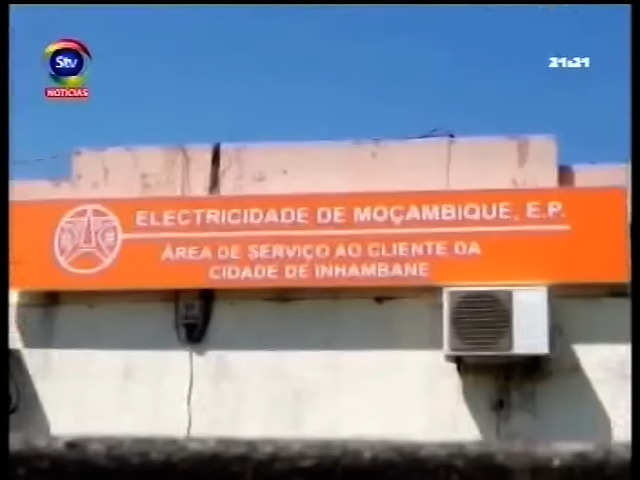 Stv
NOTÍCIAS
21:21
ELECTRICIDADE DE MOÇAMBIQUE, E.P.
ÁREA DE SERVIÇO AO CLIENTE DA
CIDADE DE INHAMBANE